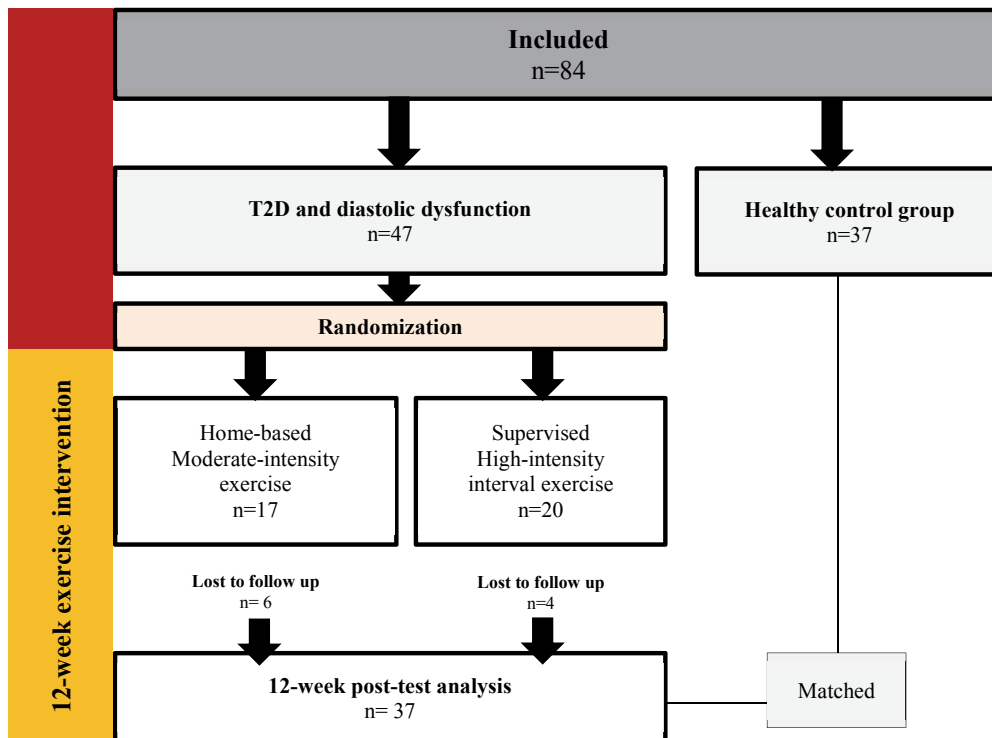 Included
n=84
T2D and diastolic dysfunction
n=47
Healthy control group
n=37
Randomization
12-week exercise intervention
Home-based
Moderate-intensity
exercise
n=17
Supervised
High-intensity
interval exercise
n=20
Lost to follow up
n= 6
Lost to follow up
n=4
12-week post-test analysis
n= 37
Matched